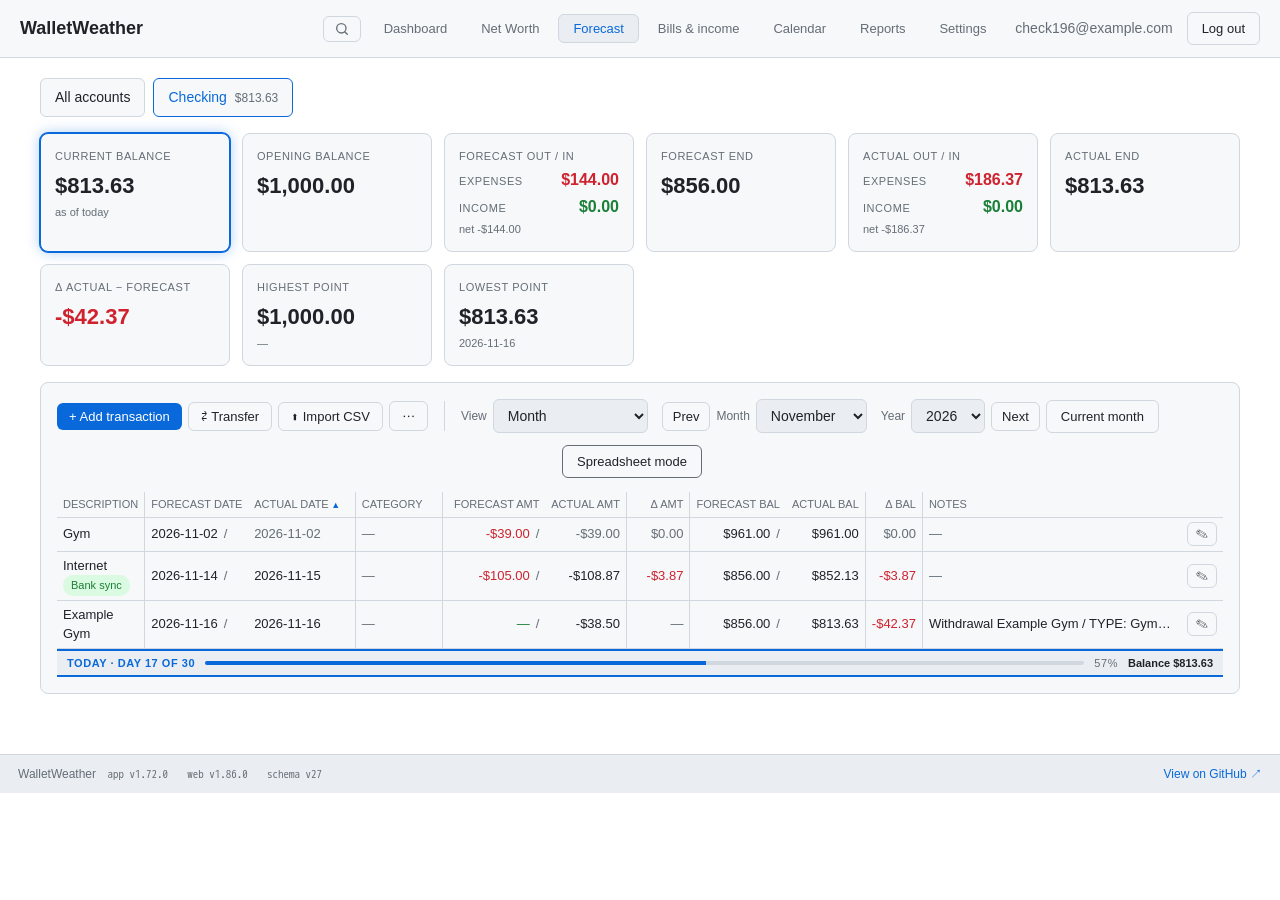 WalletWeather
Dashboard Net Worth Forecast Bills & income Calendar Reports Settings check196@example.com Log out
All accounts Checking $813.63
CURRENT BALANCE
$813.63
as of today
OPENING BALANCE
$1,000.00
FORECAST OUT / IN
EXPENSES $144.00
INCOME $0.00
net -$144.00
FORECAST END
$856.00
ACTUAL OUT / IN
EXPENSES $186.37
INCOME $0.00
net -$186.37
ACTUAL END
$813.63
Δ ACTUAL − FORECAST
-$42.37
HIGHEST POINT
$1,000.00
—
LOWEST POINT
$813.63
2026-11-16
+ Add transaction ⇄ Transfer ⬆ Import CSV ⋯ View Month Prev Month November Year 2026 Next Current month
Spreadsheet mode
DESCRIPTION FORECAST DATE ACTUAL DATE ▲ CATEGORY FORECAST AMT ACTUAL AMT Δ AMT FORECAST BAL ACTUAL BAL Δ BAL NOTES
Gym 2026-11-02 / 2026-11-02 — -$39.00 / -$39.00 $0.00 $961.00 / $961.00 $0.00 — ✎
Internet
Bank sync 2026-11-14 / 2026-11-15 — -$105.00 / -$108.87 -$3.87 $856.00 / $852.13 -$3.87 — ✎
Example
Gym 2026-11-16 / 2026-11-16 — — / -$38.50 — $856.00 / $813.63 -$42.37 Withdrawal Example Gym / TYPE: Gym… ✎
TODAY · DAY 17 OF 30 57% Balance $813.63
WalletWeather app v1.72.0 web v1.86.0 schema v27 View on GitHub ↗